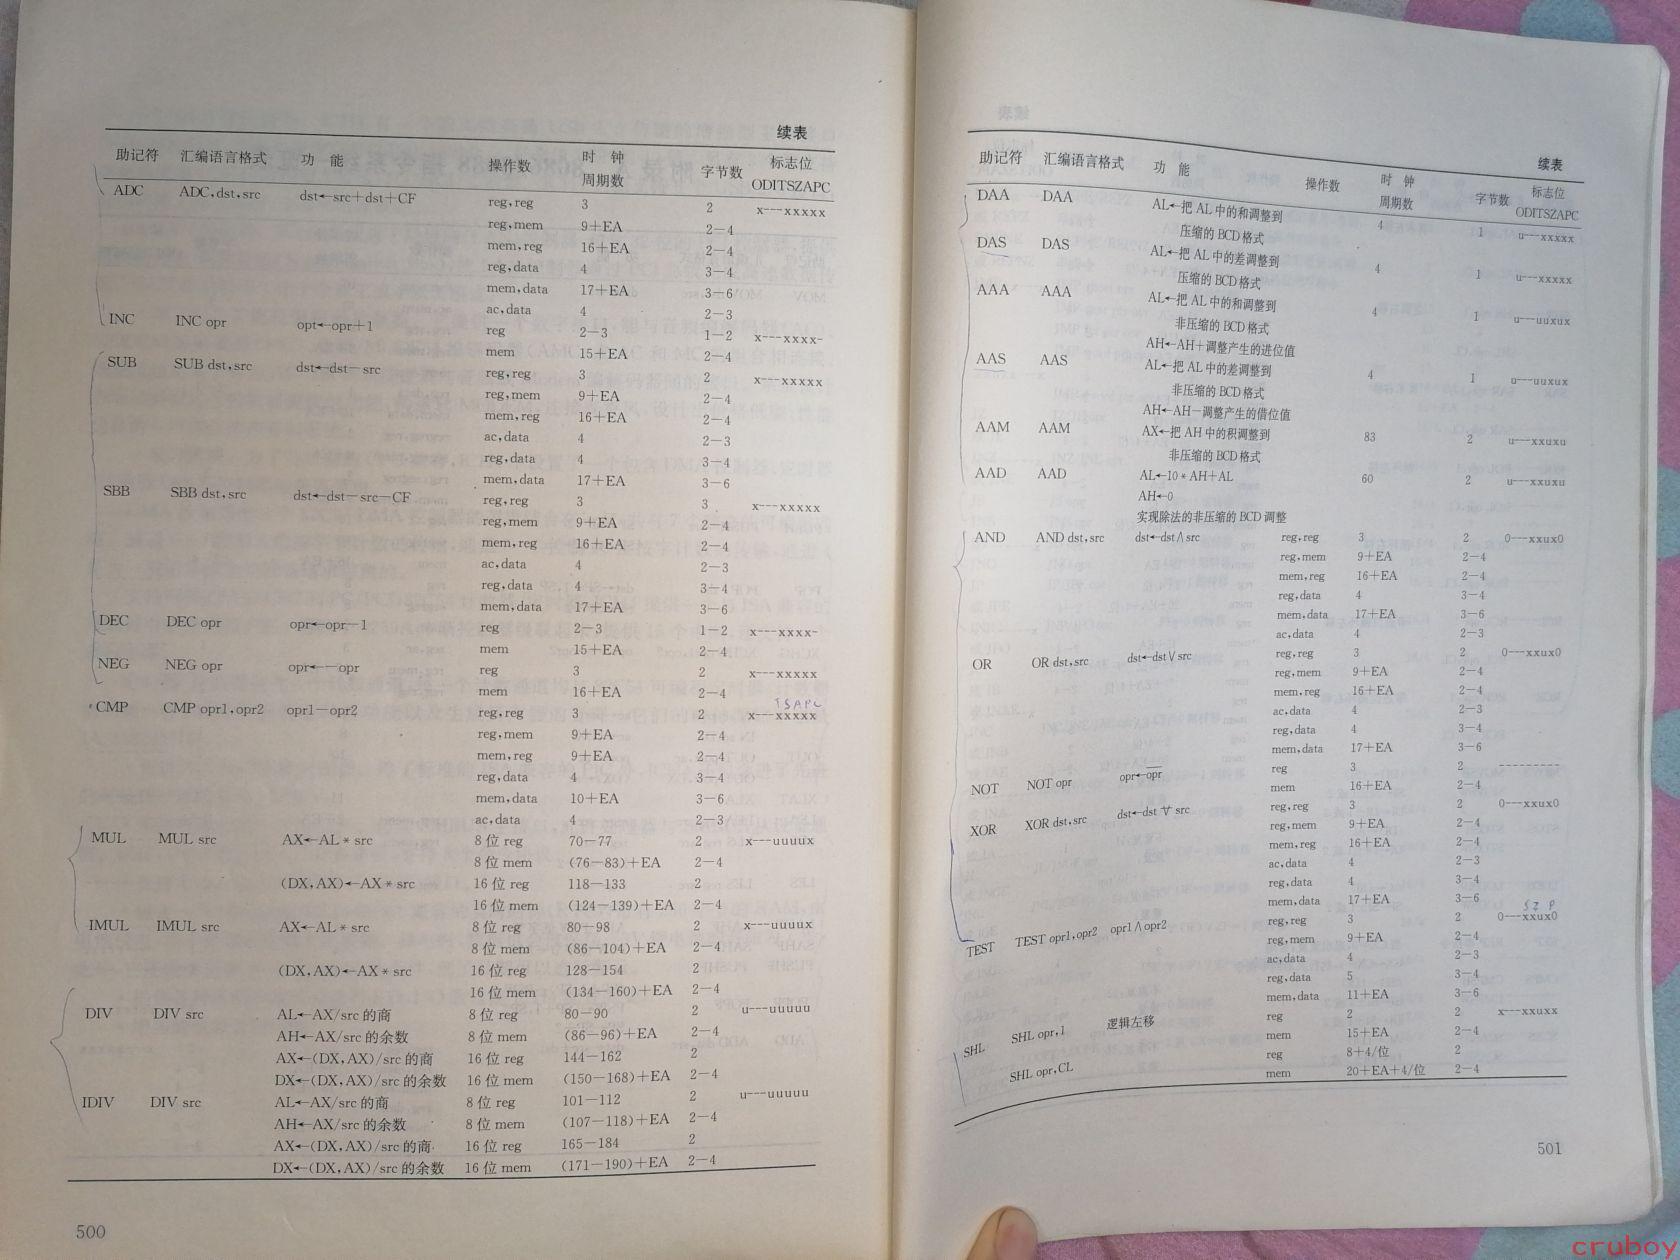 续表
助记符 汇编语言格式 功 能 操作数 时 钟 周期数 字节数 标志位 ODITSZAPC
ADC ADC,dst,src dst←src+dst+CF reg,reg 3 2 x---xxxxx
reg,mem 9+EA 2-4
mem,reg 16+EA 2-4
reg,data 4 3-4
mem,data 17+EA 3-6
ac,data 4 2-3
INC INC opr opt←opr+1 reg 2-3 1-2 x---xxxx-
mem 15+EA 2-4
SUB SUB dst,src dst←dst-src reg,reg 3 2 x---xxxxx
reg,mem 9+EA 2-4
mem,reg 16+EA 2-4
ac,data 4 2-3
reg,data 4 3-4
mem,data 17+EA 3-6
SBB SBB dst,src dst←dst-src-CF reg,reg 3 3 x---xxxxx
reg,mem 9+EA 2-4
mem,reg 16+EA 2-4
ac,data 4 2-3
reg,data 4 3-4
mem,data 17+EA 3-6
DEC DEC opr opr←opr-1 reg 2-3 1-2 x---xxxx-
mem 15+EA 2-4
NEG NEG opr opr←-opr reg 3 2 x---xxxxx
mem 16+EA 2-4
CMP CMP opr1,opr2 opr1-opr2 reg,reg 3 2 x---xxxxx
reg,mem 9+EA 2-4
mem,reg 9+EA 2-4
reg,data 4 3-4
mem,data 10+EA 3-6
ac,data 4 2-3
MUL MUL src AX←AL*src 8位 reg 70-77 2 x---uuuux
8位 mem (76-83)+EA 2-4
(DX,AX)←AX*src 16位 reg 118-133 2
16位 mem (124-139)+EA 2-4
IMUL IMUL src AX←AL*src 8位 reg 80-98 2 x---uuuux
8位 mem (86-104)+EA 2-4
(DX,AX)←AX*src 16位 reg 128-154 2
16位 mem (134-160)+EA 2-4
DIV DIV src AL←AX/src的商 8位 reg 80-90 2 u---uuuuu
AH←AX/src的余数 8位 mem (86-96)+EA 2-4
AX←(DX,AX)/src的商 16位 reg 144-162 2
DX←(DX,AX)/src的余数 16位 mem (150-168)+EA 2-4
IDIV DIV src AL←AX/src的商 8位 reg 101-112 2 u---uuuuu
AH←AX/src的余数 8位 mem (107-118)+EA 2-4
AX←(DX,AX)/src的商 16位 reg 165-184 2
DX←(DX,AX)/src的余数 16位 mem (171-190)+EA 2-4
500
续表
助记符 汇编语言格式 功 能 操作数 时 钟 周期数 字节数 标志位 ODITSZAPC
DAA DAA AL←把AL中的和调整到 4 1 u---xxxxx
压缩的BCD格式
DAS DAS AL←把AL中的差调整到 4 1 u---xxxxx
压缩的BCD格式
AAA AAA AL←把AL中的和调整到 4 1 u---uuxux
非压缩的BCD格式
AH←AH+调整产生的进位值
AAS AAS AL←把AL中的差调整到 4 1 u---uuxux
非压缩的BCD格式
AH←AH-调整产生的借位值
AAM AAM AX←把AH中的积调整到 83 2 u---xxuxu
非压缩的BCD格式
AAD AAD AL←10*AH+AL 60 2 u---xxuxu
AH←0
实现除法的非压缩的BCD调整
AND AND dst,src dst←dst∧src reg,reg 3 2 0---xxux0
reg,mem 9+EA 2-4
mem,reg 16+EA 2-4
reg,data 4 3-4
mem,data 17+EA 3-6
ac,data 4 2-3
OR OR dst,src dst←dst∨src reg,reg 3 2 0---xxux0
reg,mem 9+EA 2-4
mem,reg 16+EA 2-4
ac,data 4 2-3
reg,data 4 3-4
mem,data 17+EA 3-6
NOT NOT opr opr←o̅p̅r̅ reg 3 2 ---------
mem 16+EA 2-4
XOR XOR dst,src dst←dst ⊻ src reg,reg 3 2 0---xxux0
reg,mem 9+EA 2-4
mem,reg 16+EA 2-4
ac,data 4 2-3
reg,data 4 3-4
mem,data 17+EA 3-6
SZ P
TEST TEST opr1,opr2 opr1∧opr2 reg,reg 3 2 0---xxux0
reg,mem 9+EA 2-4
ac,data 4 2-3
reg,data 5 3-4
mem,data 11+EA 3-6
SHL SHL opr,1 逻辑左移 reg 2 2 x---xxuxx
mem 15+EA 2-4
SHL opr,CL reg 8+4/位 2
mem 20+EA+4/位 2-4
501
cruboy